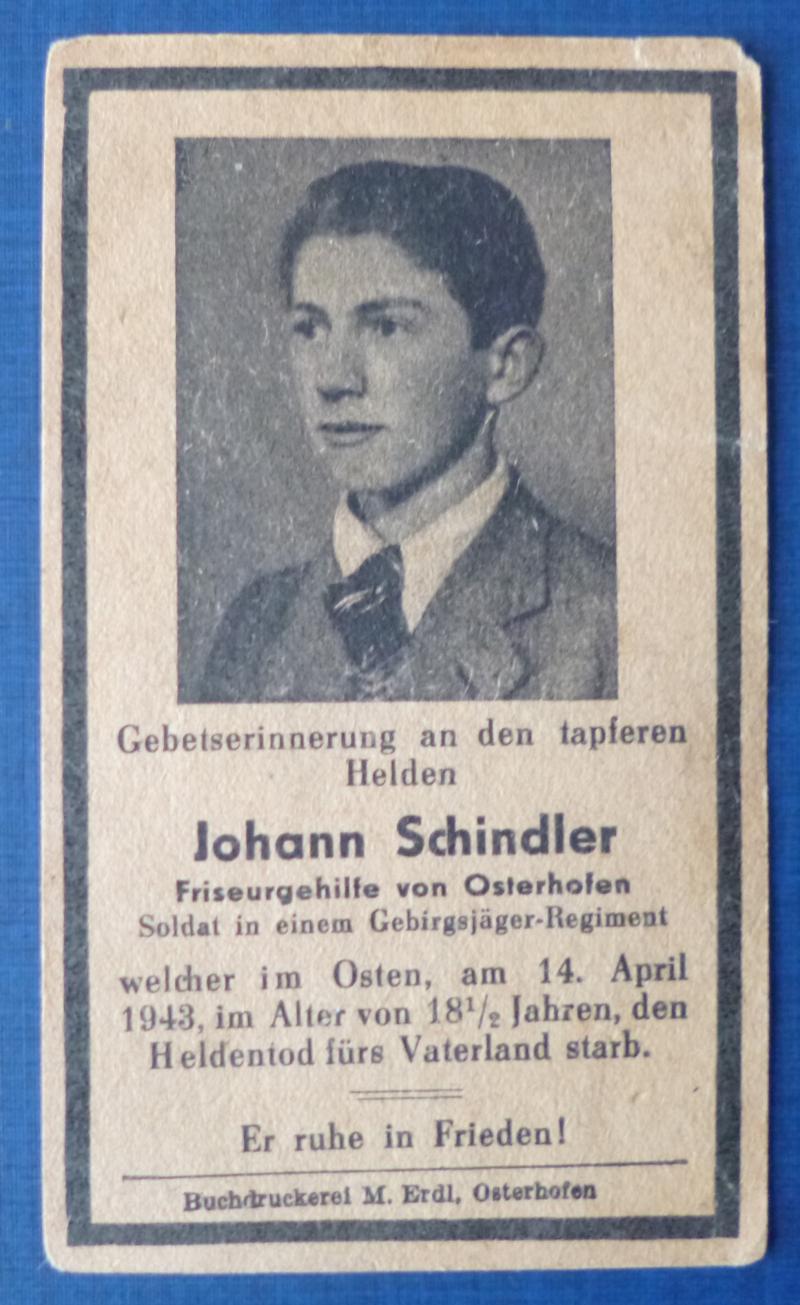 Gebetserinnerung an den tapferen
Helden
Johann Schindler
Friseurgehilfe von Osterhofen
Soldat in einem Gebirgsjäger-Regiment
welcher im Osten, am 14. April
1943, im Alter von 18½ Jahren, den
Heldentod fürs Vaterland starb.
Er ruhe in Frieden!
Buchdruckerei M. Erdl, Osterhofen